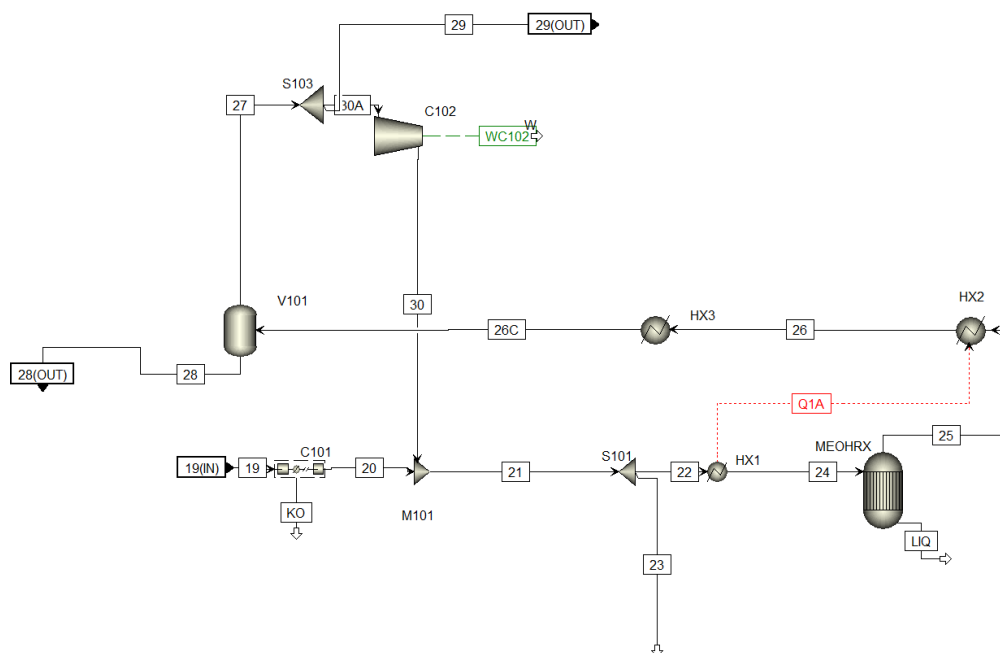 29
29(OUT)
S103
27
30A
C102
W
WC102
V101
30
HX3
HX2
26C
26
28(OUT)
28
Q1A
25
MEOHRX
C101
S101
19(IN)
19
20
21
22
HX1
24
KO
M101
LIQ
23